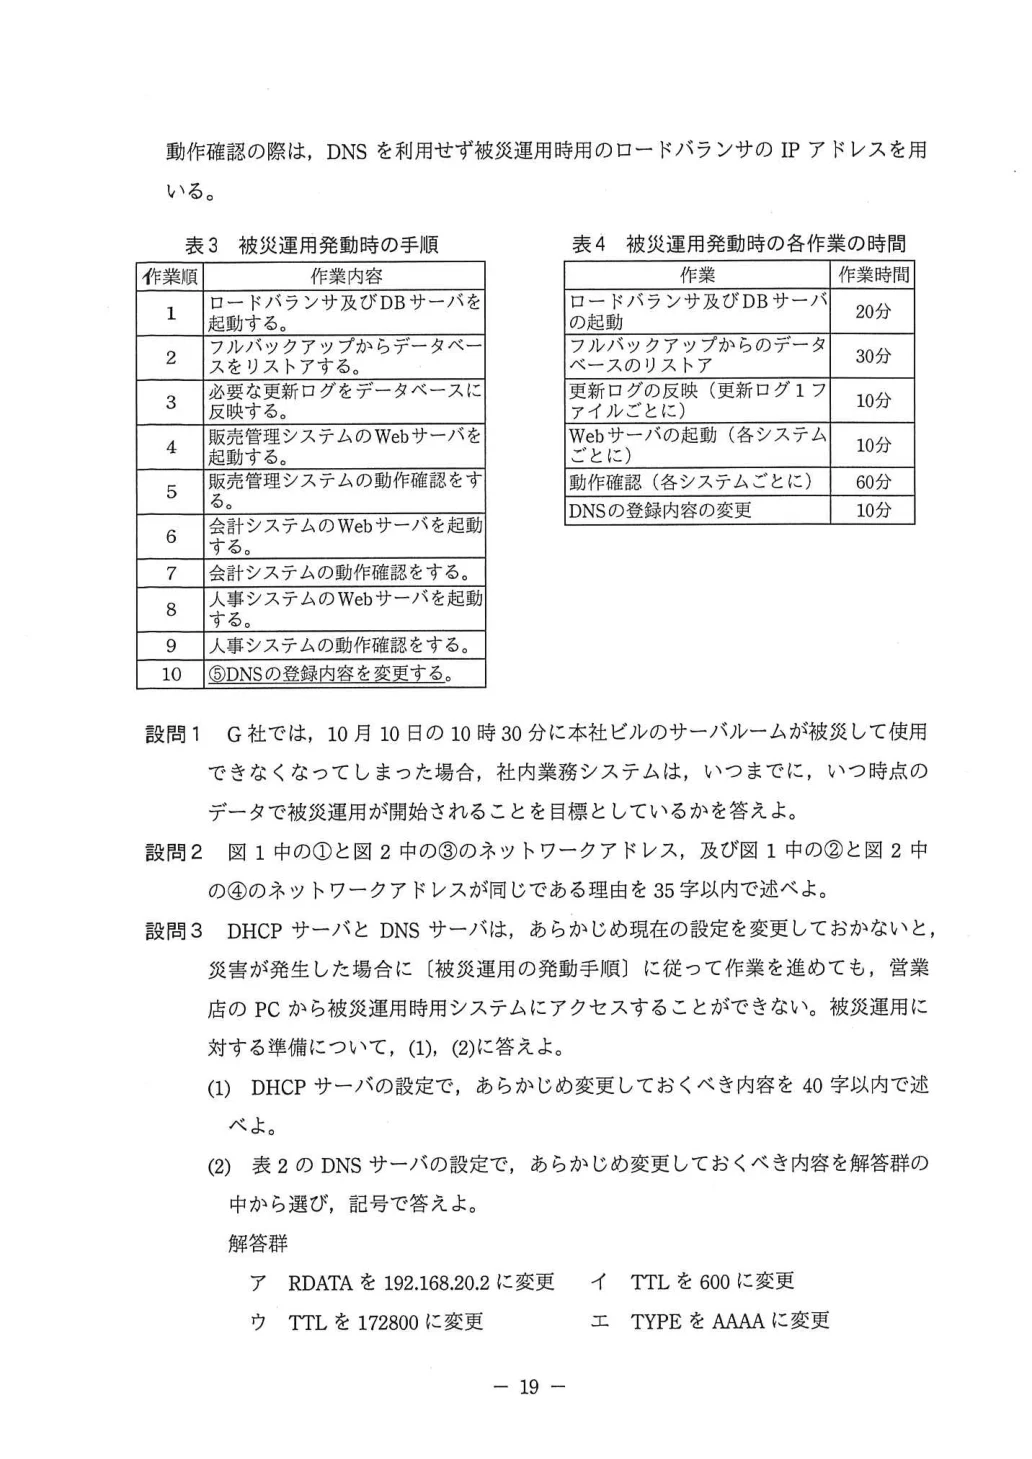 動作確認の際は，DNS を利用せず被災運用時用のロードバランサの IP アドレスを用
いる。
表3　被災運用発動時の手順
作業順　作業内容
1　ロードバランサ及びDBサーバを
起動する。
2　フルバックアップからデータベー
スをリストアする。
3　必要な更新ログをデータベースに
反映する。
4　販売管理システムのWebサーバを
起動する。
5　販売管理システムの動作確認をす
る。
6　会計システムのWebサーバを起動
する。
7　会計システムの動作確認をする。
8　人事システムのWebサーバを起動
する。
9　人事システムの動作確認をする。
10　⑤DNSの登録内容を変更する。
表4　被災運用発動時の各作業の時間
作業　作業時間
ロードバランサ及びDBサーバ
の起動　20分
フルバックアップからのデータ
ベースのリストア　30分
更新ログの反映（更新ログ1フ
ァイルごとに）　10分
Webサーバの起動（各システム
ごとに）　10分
動作確認（各システムごとに）　60分
DNSの登録内容の変更　10分
設問1　G 社では，10 月 10 日の 10 時 30 分に本社ビルのサーバルームが被災して使用
できなくなってしまった場合，社内業務システムは，いつまでに，いつ時点の
データで被災運用が開始されることを目標としているかを答えよ。
設問2　図 1 中の①と図 2 中の③のネットワークアドレス，及び図 1 中の②と図 2 中
の④のネットワークアドレスが同じである理由を 35 字以内で述べよ。
設問3　DHCP サーバと DNS サーバは，あらかじめ現在の設定を変更しておかないと，
災害が発生した場合に〔被災運用の発動手順〕に従って作業を進めても，営業
店の PC から被災運用時用システムにアクセスすることができない。被災運用に
対する準備について，(1)，(2)に答えよ。
(1)　DHCP サーバの設定で，あらかじめ変更しておくべき内容を 40 字以内で述
べよ。
(2)　表 2 の DNS サーバの設定で，あらかじめ変更しておくべき内容を解答群の
中から選び，記号で答えよ。
解答群
ア　RDATA を 192.168.20.2 に変更　イ　TTL を 600 に変更
ウ　TTL を 172800 に変更　エ　TYPE を AAAA に変更
― 19 ―